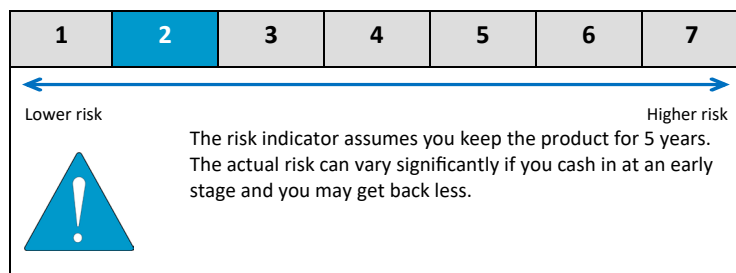 1 2 3 4 5 6 7
Lower risk Higher risk
The risk indicator assumes you keep the product for 5 years.
The actual risk can vary significantly if you cash in at an early
stage and you may get back less.